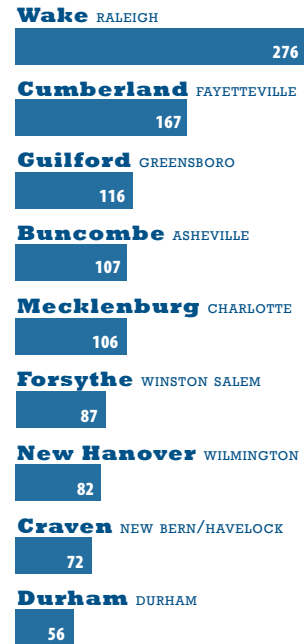 Wake RALEIGH
276
Cumberland FAYETTEVILLE
167
Guilford GREENSBORO
116
Buncombe ASHEVILLE
107
Mecklenburg CHARLOTTE
106
Forsythe WINSTON SALEM
87
New Hanover WILMINGTON
82
Craven NEW BERN/HAVELOCK
72
Durham DURHAM
56